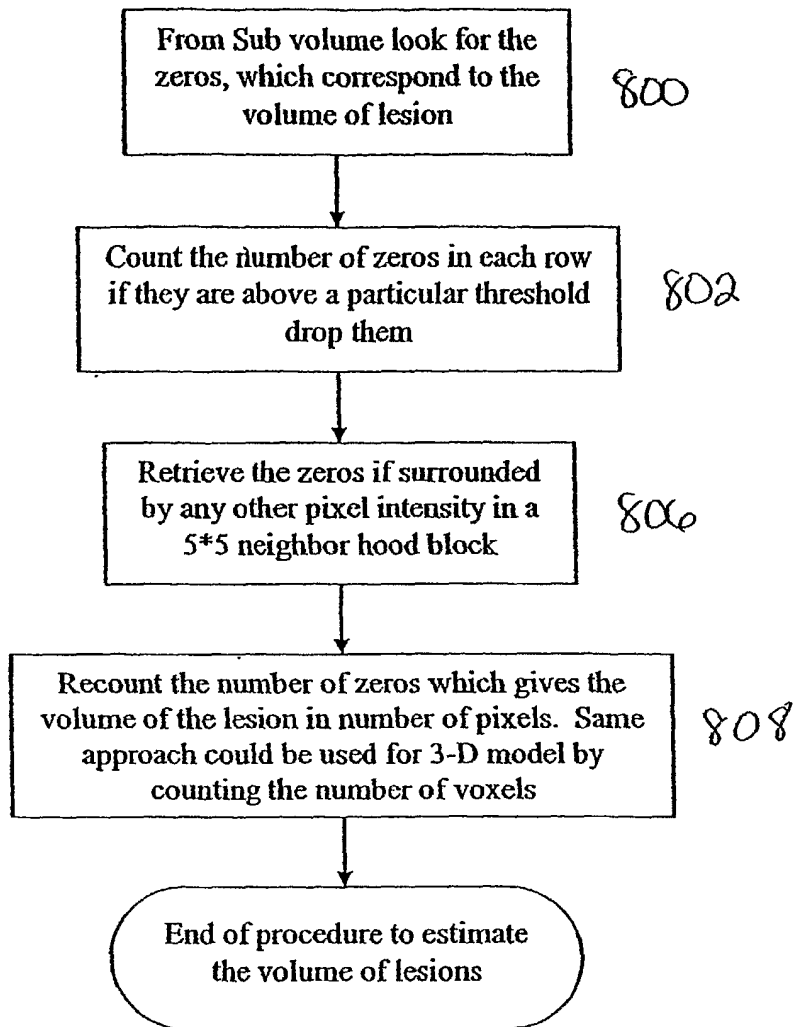 From Sub volume look for the
zeros, which correspond to the
volume of lesion
800
Count the number of zeros in each row
if they are above a particular threshold
drop them
802
Retrieve the zeros if surrounded
by any other pixel intensity in a
5*5 neighbor hood block
806
Recount the number of zeros which gives the
volume of the lesion in number of pixels. Same
approach could be used for 3-D model by
counting the number of voxels
808
End of procedure to estimate
the volume of lesions